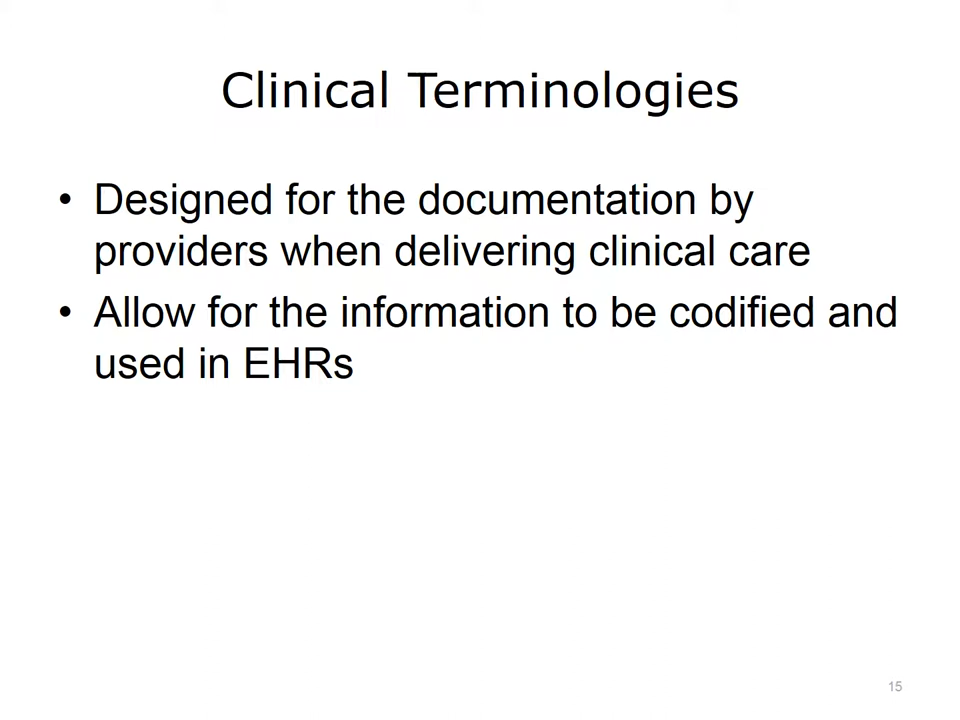 Clinical Terminologies
• Designed for the documentation by
providers when delivering clinical care
• Allow for the information to be codified and
used in EHRs
15